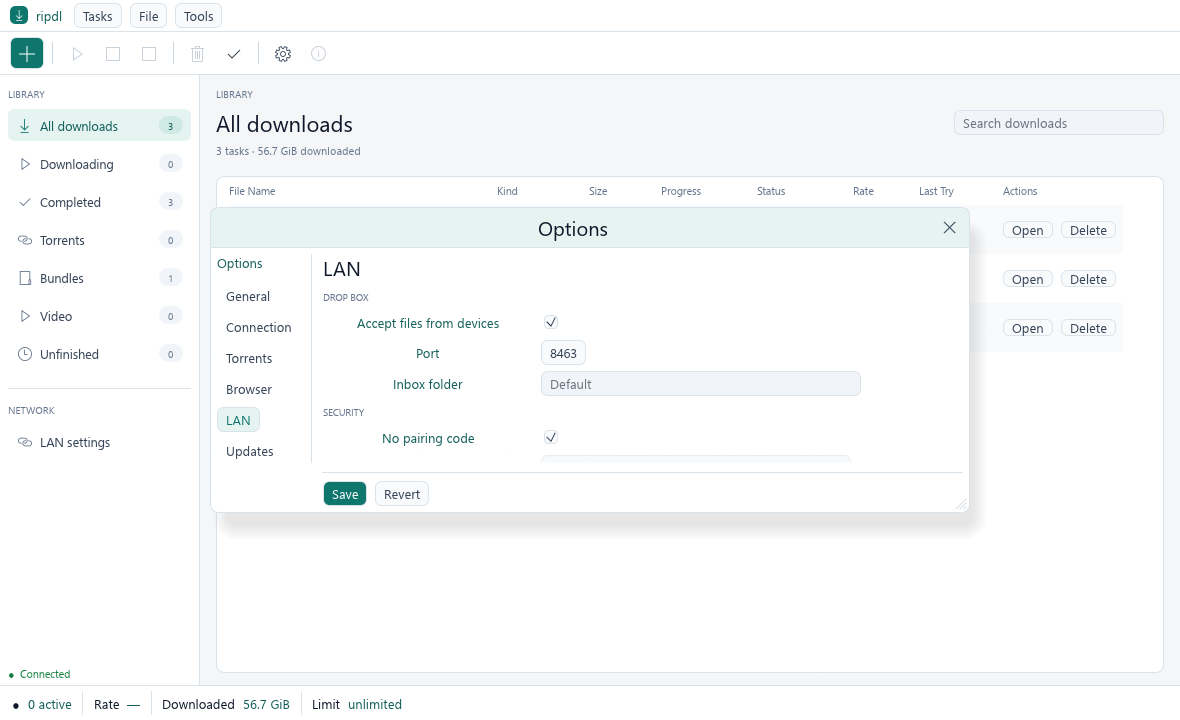 ripdl Tasks File Tools
LIBRARY
All downloads 3
Downloading 0
Completed 3
Torrents 0
Bundles 1
Video 0
Unfinished 0
NETWORK
LAN settings
Connected
LIBRARY
All downloads
3 tasks · 56.7 GiB downloaded
Search downloads
File Name Kind Size Progress Status Rate Last Try Actions
Open Delete
Open Delete
Open Delete
Options
Options
General
Connection
Torrents
Browser
LAN
Updates
LAN
DROP BOX
Accept files from devices
Port 8463
Inbox folder Default
SECURITY
No pairing code
Save Revert
0 active Rate — Downloaded 56.7 GiB Limit unlimited